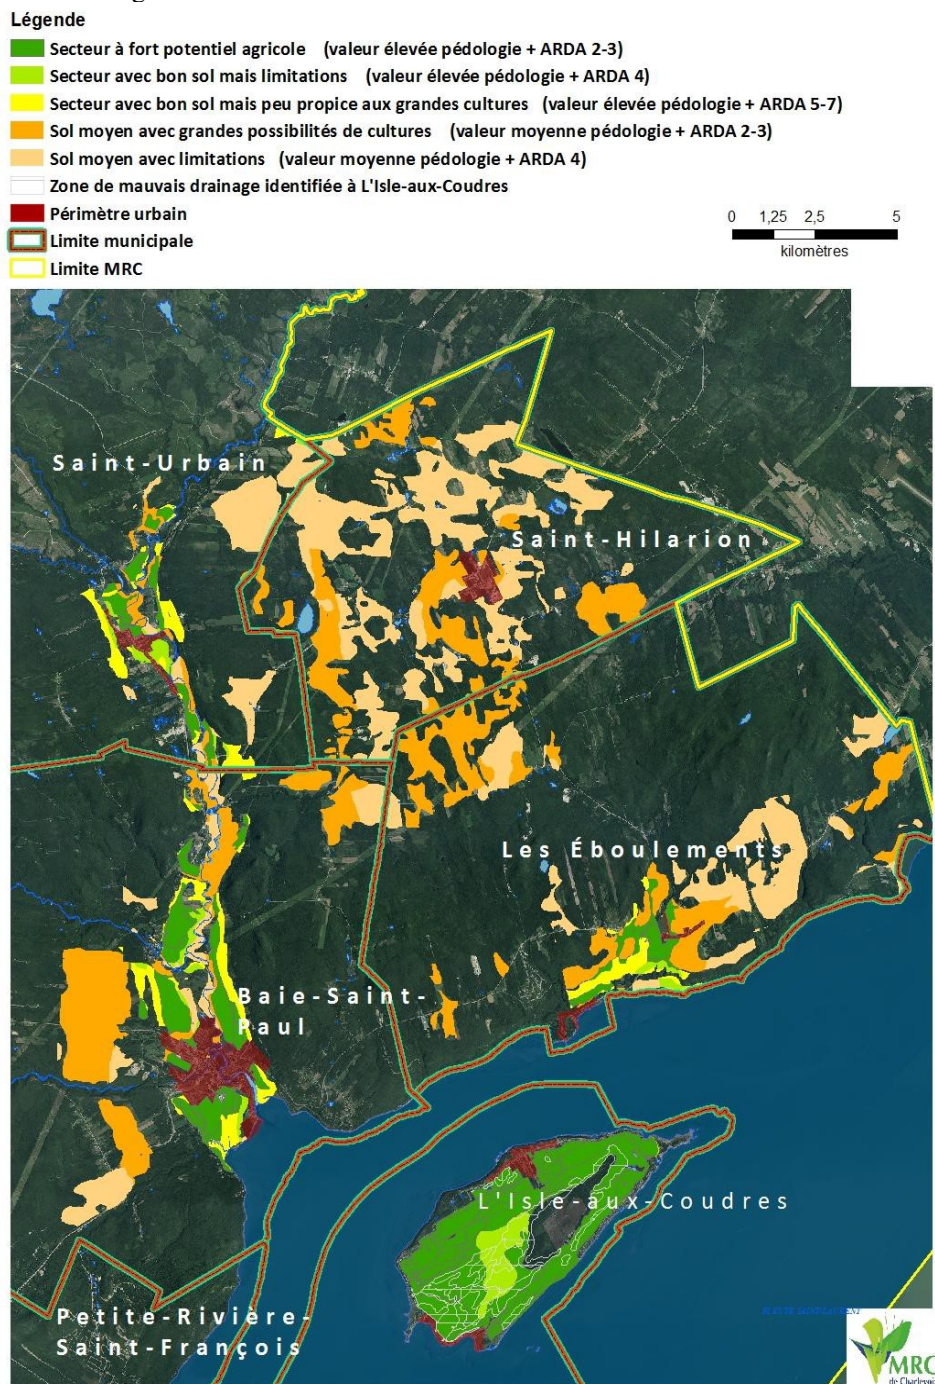 Légende
Secteur à fort potentiel agricole (valeur élevée pédologie + ARDA 2-3)
Secteur avec bon sol mais limitations (valeur élevée pédologie + ARDA 4)
Secteur avec bon sol mais peu propice aux grandes cultures (valeur élevée pédologie + ARDA 5-7)
Sol moyen avec grandes possibilités de cultures (valeur moyenne pédologie + ARDA 2-3)
Sol moyen avec limitations (valeur moyenne pédologie + ARDA 4)
Zone de mauvais drainage identifiée à L'Isle-aux-Coudres
Périmètre urbain
Limite municipale
Limite MRC
0 1,25 2,5 5
kilomètres
Saint-Urbain
Saint-Hilarion
Les Éboulements
Baie-Saint-
Paul
L'Isle-aux-Coudres
Petite-Rivière-
Saint-François
FLEUVE SAINT-LAURENT
MRC
de Charlevoix